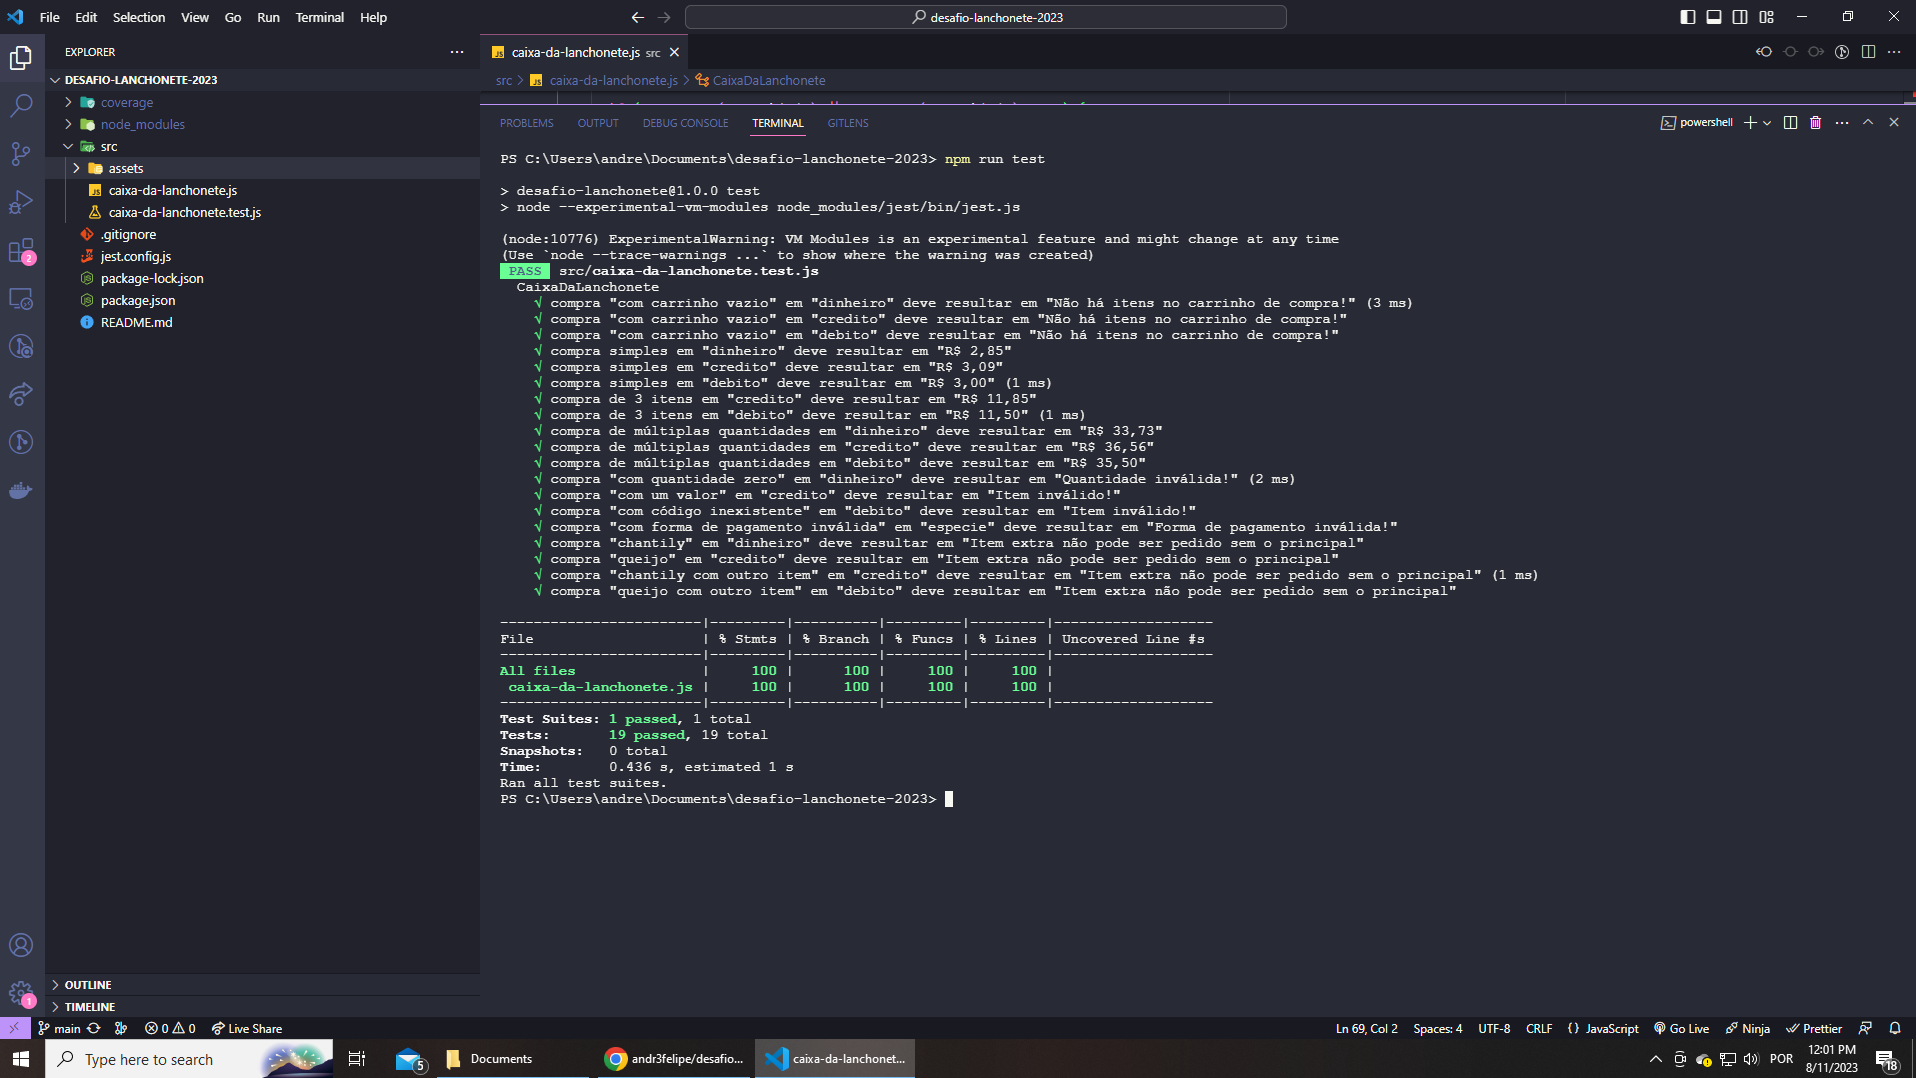 File Edit Selection View Go Run Terminal Help
desafio-lanchonete-2023
EXPLORER
DESAFIO-LANCHONETE-2023
coverage
node_modules
src
assets
caixa-da-lanchonete.js
caixa-da-lanchonete.test.js
.gitignore
jest.config.js
package-lock.json
package.json
README.md
OUTLINE
TIMELINE
caixa-da-lanchonete.js src
src > caixa-da-lanchonete.js > CaixaDaLanchonete
PROBLEMS OUTPUT DEBUG CONSOLE TERMINAL GITLENS
powershell
PS C:\Users\andre\Documents\desafio-lanchonete-2023> npm run test
> desafio-lanchonete@1.0.0 test
> node --experimental-vm-modules node_modules/jest/bin/jest.js
(node:10776) ExperimentalWarning: VM Modules is an experimental feature and might change at any time
(Use `node --trace-warnings ...` to show where the warning was created)
PASS src/caixa-da-lanchonete.test.js
CaixaDaLanchonete
√ compra "com carrinho vazio" em "dinheiro" deve resultar em "Não há itens no carrinho de compra!" (3 ms)
√ compra "com carrinho vazio" em "credito" deve resultar em "Não há itens no carrinho de compra!"
√ compra "com carrinho vazio" em "debito" deve resultar em "Não há itens no carrinho de compra!"
√ compra simples em "dinheiro" deve resultar em "R$ 2,85"
√ compra simples em "credito" deve resultar em "R$ 3,09"
√ compra simples em "debito" deve resultar em "R$ 3,00" (1 ms)
√ compra de 3 itens em "credito" deve resultar em "R$ 11,85"
√ compra de 3 itens em "debito" deve resultar em "R$ 11,50" (1 ms)
√ compra de múltiplas quantidades em "dinheiro" deve resultar em "R$ 33,73"
√ compra de múltiplas quantidades em "credito" deve resultar em "R$ 36,56"
√ compra de múltiplas quantidades em "debito" deve resultar em "R$ 35,50"
√ compra "com quantidade zero" em "dinheiro" deve resultar em "Quantidade inválida!" (2 ms)
√ compra "com um valor" em "credito" deve resultar em "Item inválido!"
√ compra "com código inexistente" em "debito" deve resultar em "Item inválido!"
√ compra "com forma de pagamento inválida" em "especie" deve resultar em "Forma de pagamento inválida!"
√ compra "chantily" em "dinheiro" deve resultar em "Item extra não pode ser pedido sem o principal"
√ compra "queijo" em "credito" deve resultar em "Item extra não pode ser pedido sem o principal"
√ compra "chantily com outro item" em "credito" deve resultar em "Item extra não pode ser pedido sem o principal" (1 ms)
√ compra "queijo com outro item" em "debito" deve resultar em "Item extra não pode ser pedido sem o principal"
------------------------|---------|----------|---------|---------|-------------------
File | % Stmts | % Branch | % Funcs | % Lines | Uncovered Line #s
------------------------|---------|----------|---------|---------|-------------------
All files | 100 | 100 | 100 | 100 |
caixa-da-lanchonete.js | 100 | 100 | 100 | 100 |
------------------------|---------|----------|---------|---------|-------------------
Test Suites: 1 passed, 1 total
Tests: 19 passed, 19 total
Snapshots: 0 total
Time: 0.436 s, estimated 1 s
Ran all test suites.
PS C:\Users\andre\Documents\desafio-lanchonete-2023>
2
1
main 0 0 Live Share Ln 69, Col 2 Spaces: 4 UTF-8 CRLF {} JavaScript Go Live Ninja Prettier
Type here to search 5 Documents andr3felipe/desafio... caixa-da-lanchonet... POR 12:01 PM 18
8/11/2023